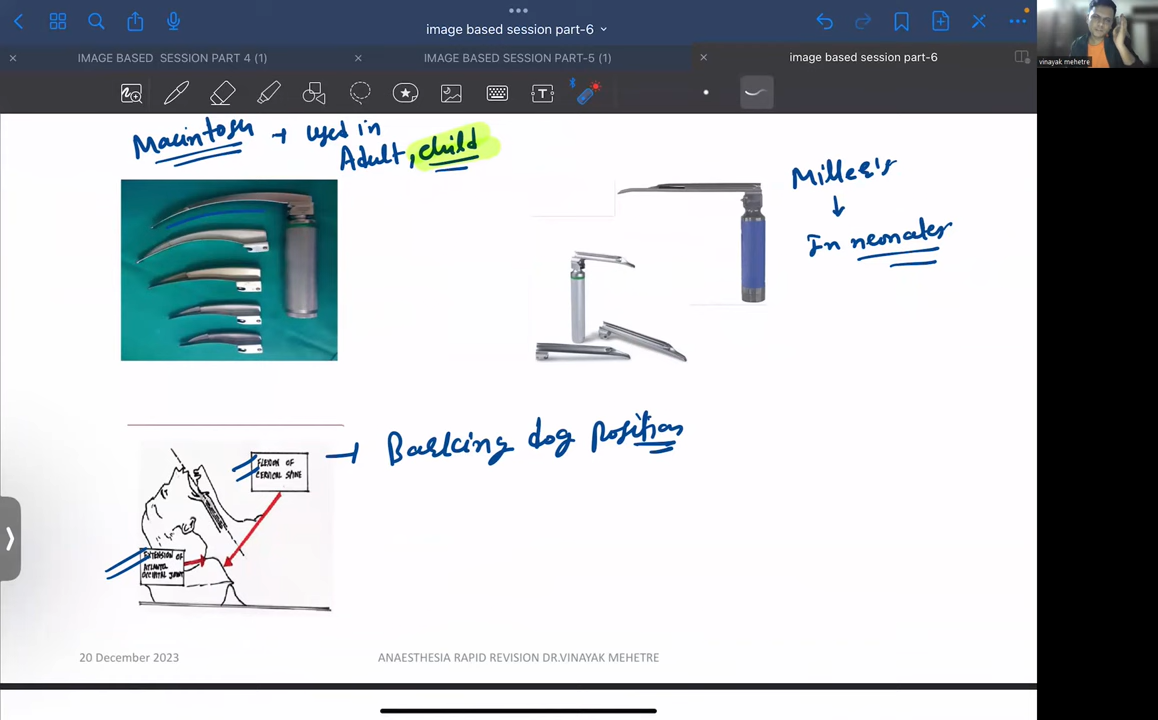 image based session part-6
IMAGE BASED SESSION PART 4 (1)
IMAGE BASED SESSION PART-5 (1)
image based session part-6
vinayak mehetre
Macintosh → Used in
Adult, child
Miller's
↓
In neonates
→ Barking dog position
FLEXION OF
CERVICAL SPINE
EXTENSION OF
ATLANTO
OCCIPITAL JOINT
20 December 2023
ANAESTHESIA RAPID REVISION DR.VINAYAK MEHETRE